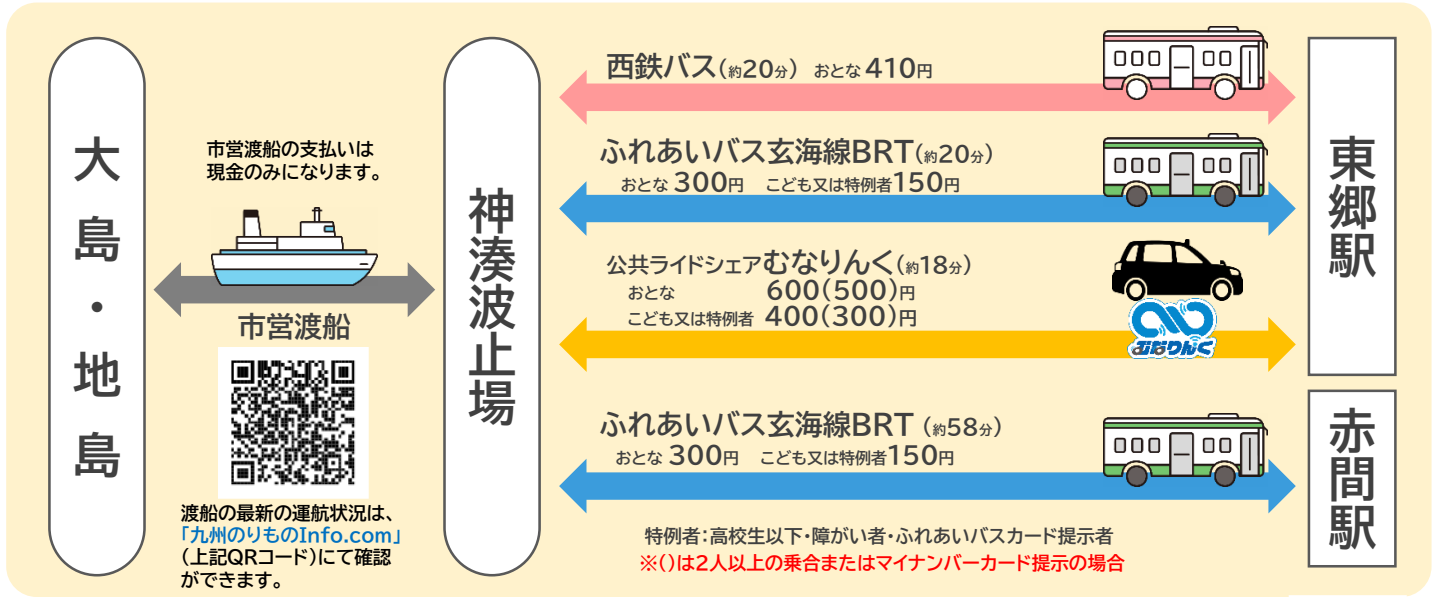 大島・地島
市営渡船の支払いは
現金のみになります。
市営渡船
渡船の最新の運航状況は、
「九州のりものInfo.com」
(上記QRコード)にて確認
ができます。
神湊波止場
西鉄バス(約20分) おとな 410円
ふれあいバス玄海線BRT(約20分)
おとな 300円 こども又は特例者150円
公共ライドシェアむなりんく(約18分)
おとな 600(500)円
こども又は特例者 400(300)円
むなりんく
ふれあいバス玄海線BRT (約58分)
おとな 300円 こども又は特例者150円
特例者:高校生以下・障がい者・ふれあいバスカード提示者
※()は2人以上の乗合またはマイナンバーカード提示の場合
東郷駅
赤間駅